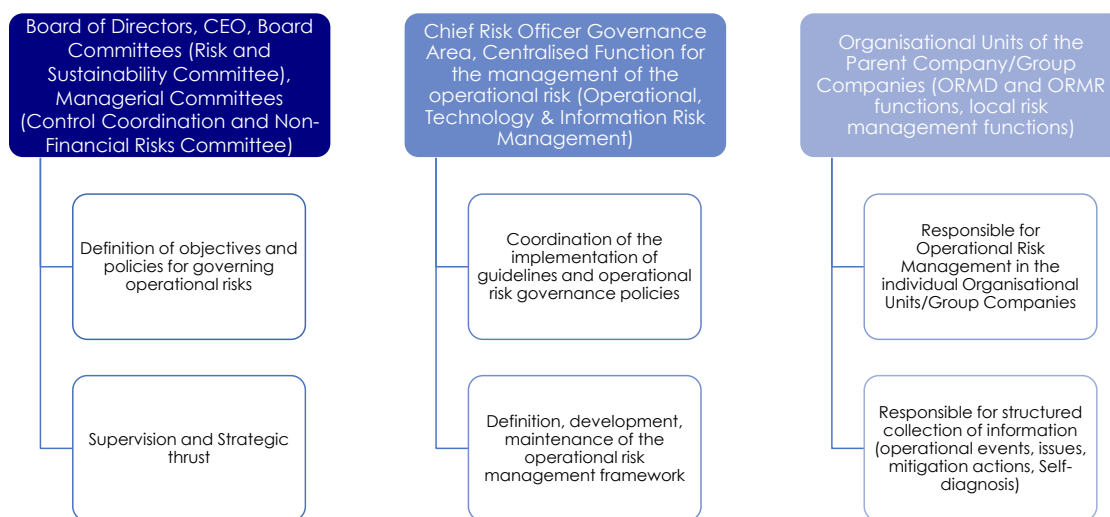 Board of Directors, CEO, Board
Committees (Risk and
Sustainability Committee),
Managerial Committees
(Control Coordination and Non-
Financial Risks Committee)
Definition of objectives and
policies for governing
operational risks
Supervision and Strategic
thrust
Chief Risk Officer Governance
Area, Centralised Function for
the management of the
operational risk (Operational,
Technology & Information Risk
Management)
Coordination of the
implementation of
guidelines and operational
risk governance policies
Definition, development,
maintenance of the
operational risk
management framework
Organisational Units of the
Parent Company/Group
Companies (ORMD and ORMR
functions, local risk
management functions)
Responsible for
Operational Risk
Management in the
individual Organisational
Units/Group Companies
Responsible for structured
collection of information
(operational events, issues,
mitigation actions, Self-
diagnosis)